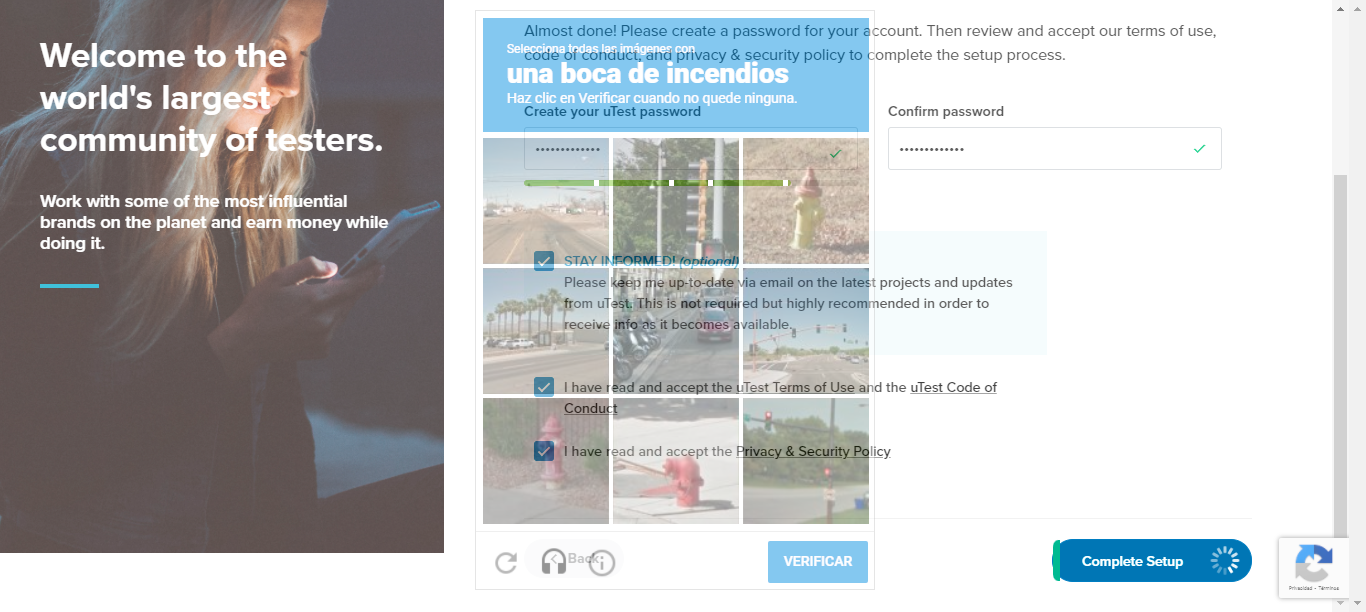 Welcome to the
world's largest
community of testers.
Work with some of the most influential
brands on the planet and earn money while
doing it.
Almost done! Please create a password for your account. Then review and accept our terms of use,
code of conduct, and privacy & security policy to complete the setup process.
Selecciona todas las imágenes con
una boca de incendios
Haz clic en Verificar cuando no quede ninguna.
Create your uTest password
Confirm password
STAY INFORMED! (optional)
Please keep me up-to-date via email on the latest projects and updates
from uTest. This is not required but highly recommended in order to
receive info as it becomes available.
I have read and accept the uTest Terms of Use and the uTest Code of
Conduct
I have read and accept the Privacy & Security Policy
Back
VERIFICAR
Complete Setup
Privacidad - Términos